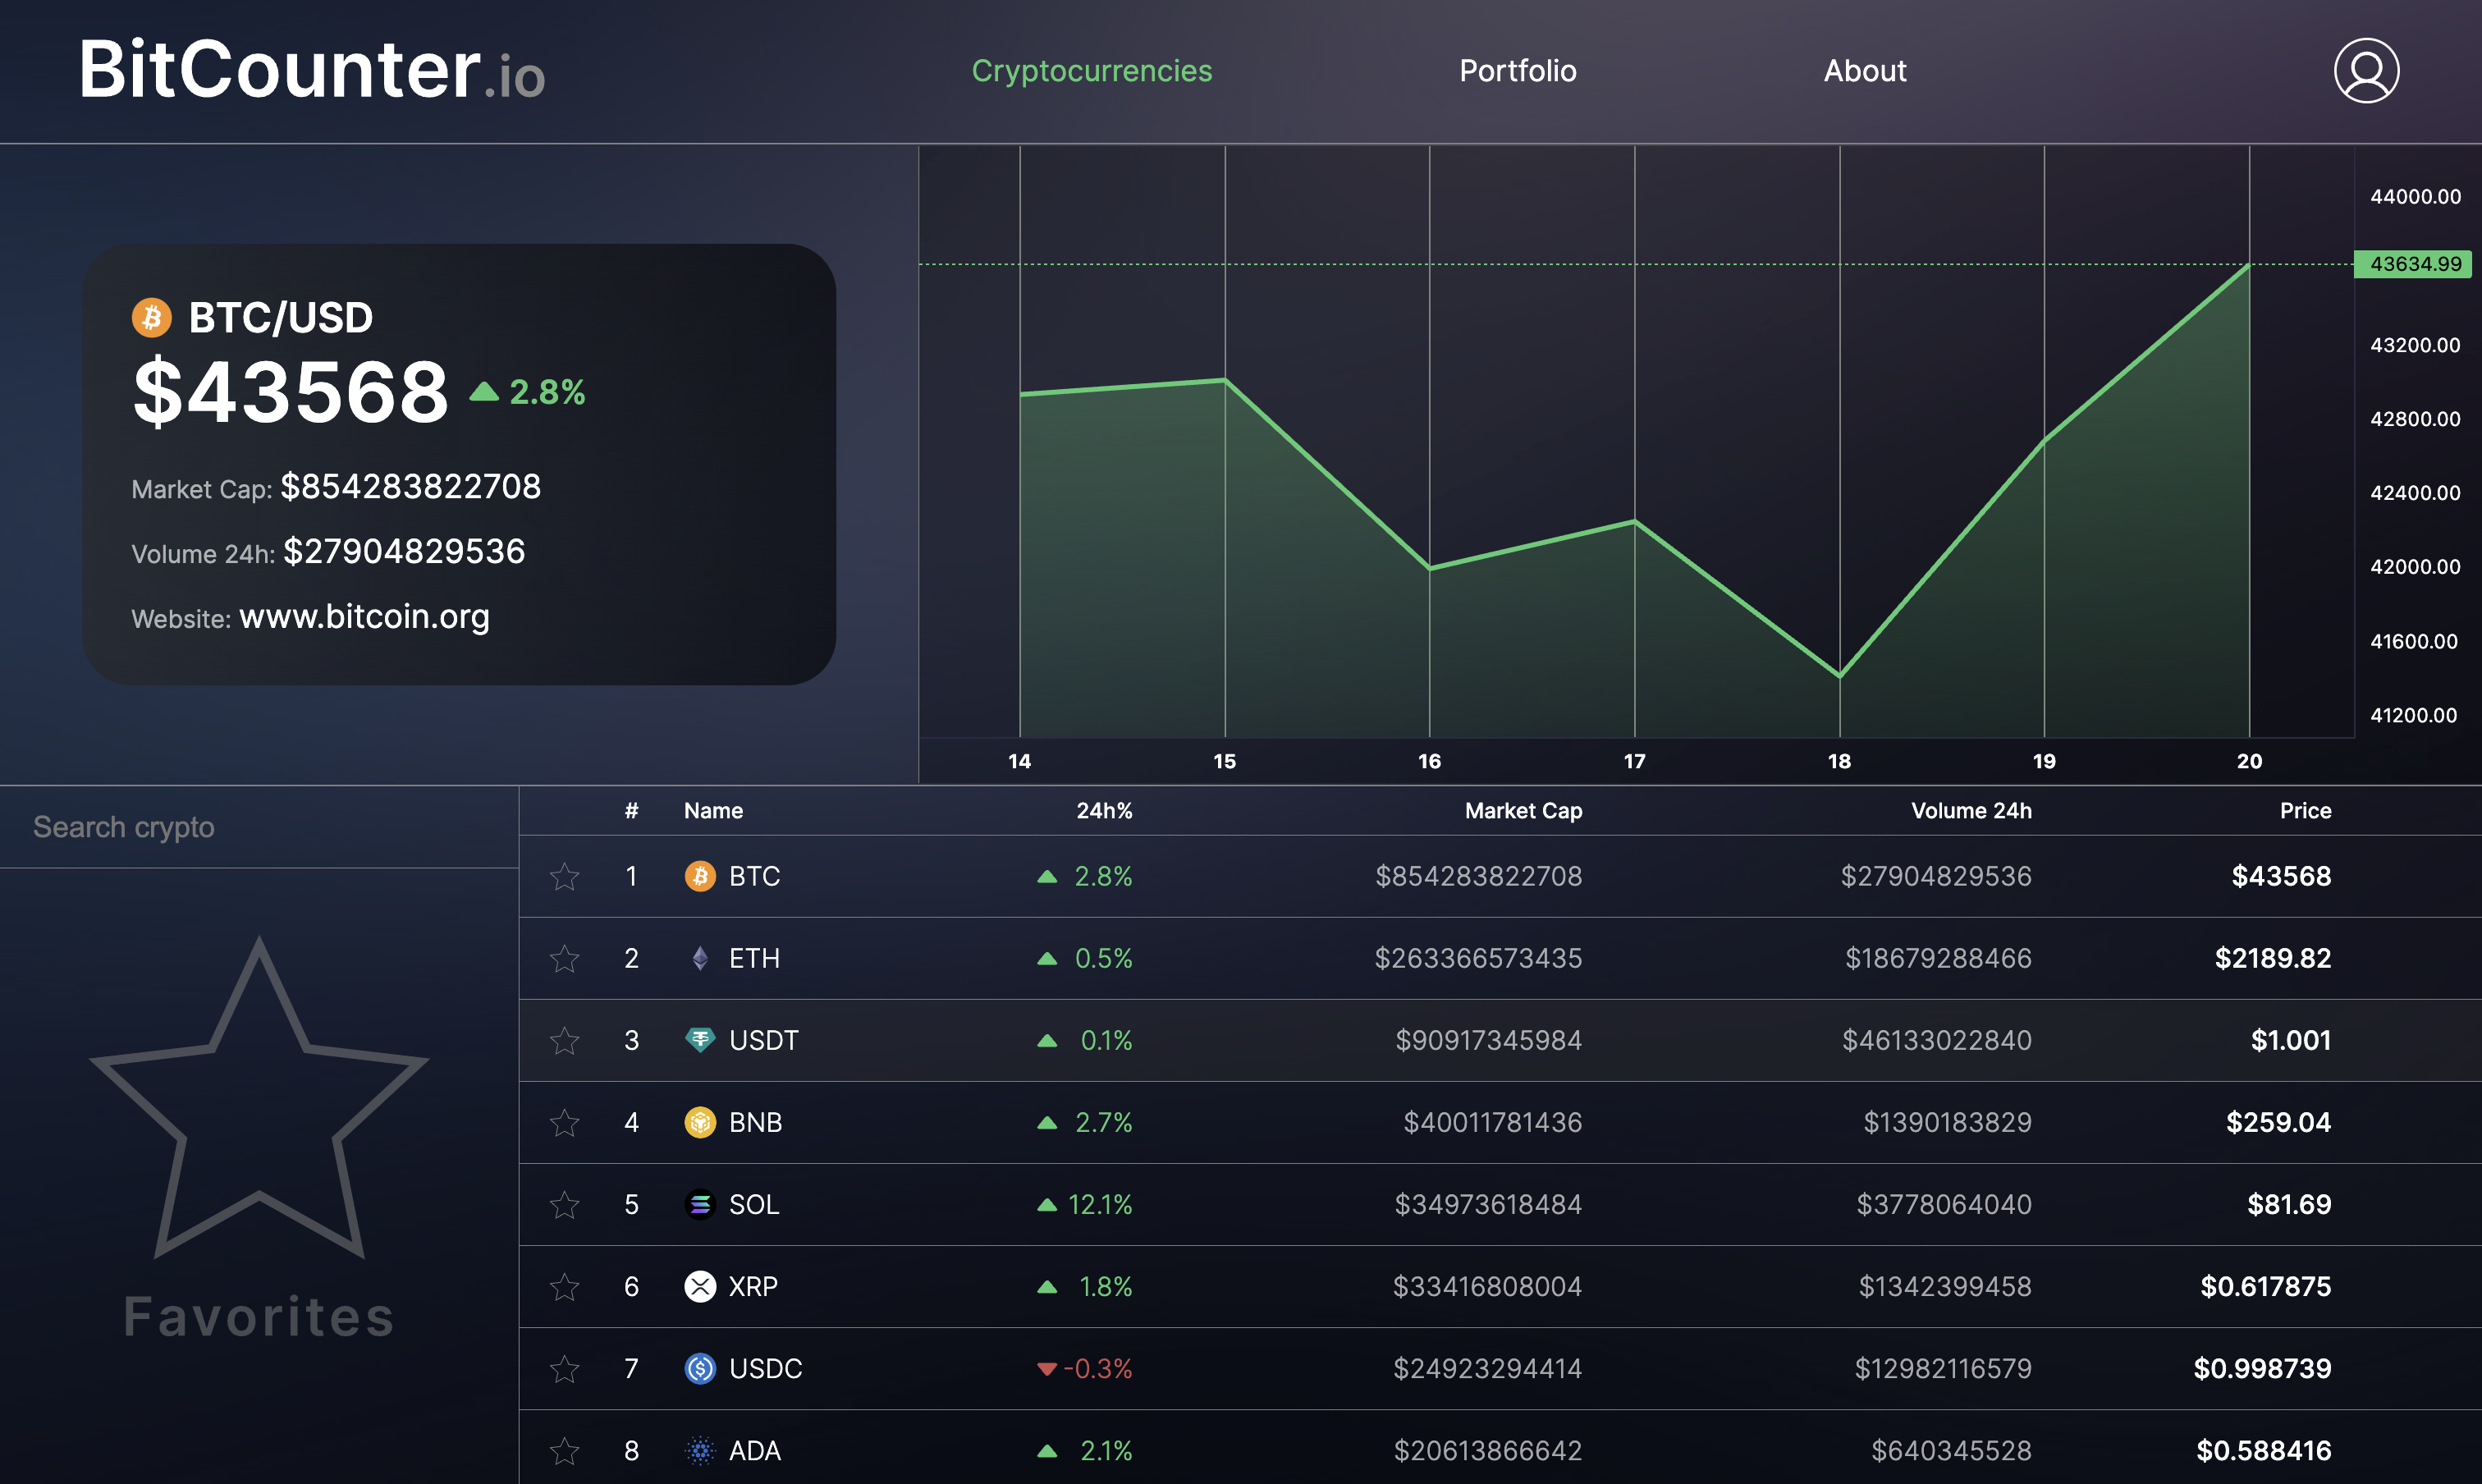 BitCounter.io
Cryptocurrencies Portfolio About
BTC/USD
$43568 2.8%
Market Cap: $854283822708
Volume 24h: $27904829536
Website: www.bitcoin.org
44000.00
43634.99
43200.00
42800.00
42400.00
42000.00
41600.00
41200.00
14 15 16 17 18 19 20
Search crypto
Favorites
# Name 24h% Market Cap Volume 24h Price
1 BTC 2.8% $854283822708 $27904829536 $43568
2 ETH 0.5% $263366573435 $18679288466 $2189.82
3 USDT 0.1% $90917345984 $46133022840 $1.001
4 BNB 2.7% $40011781436 $1390183829 $259.04
5 SOL 12.1% $34973618484 $3778064040 $81.69
6 XRP 1.8% $33416808004 $1342399458 $0.617875
7 USDC -0.3% $24923294414 $12982116579 $0.998739
8 ADA 2.1% $20613866642 $640345528 $0.588416